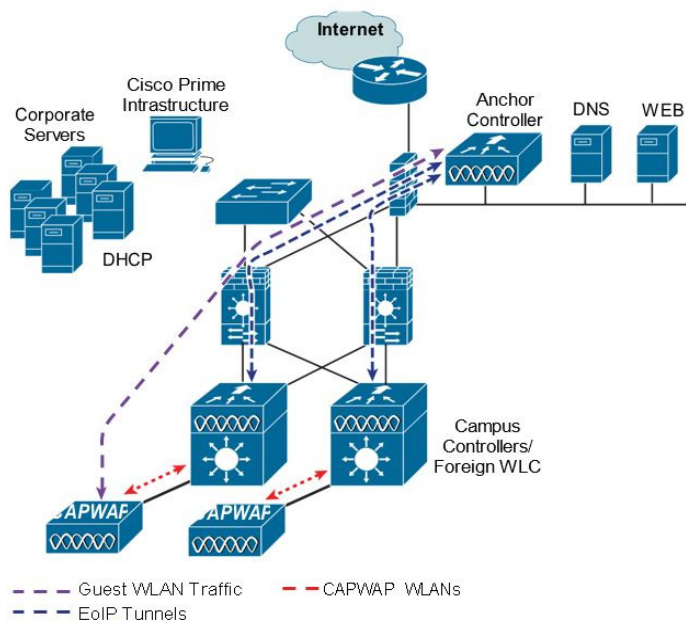 Internet
Cisco Prime
Intrastructure
Corporate
Servers
Anchor
Controller
DNS
WEB
DHCP
Campus
Controllers/
Foreign WLC
CAPWAP
CAPWAP
Guest WLAN Traffic
CAPWAP WLANs
EoIP Tunnels